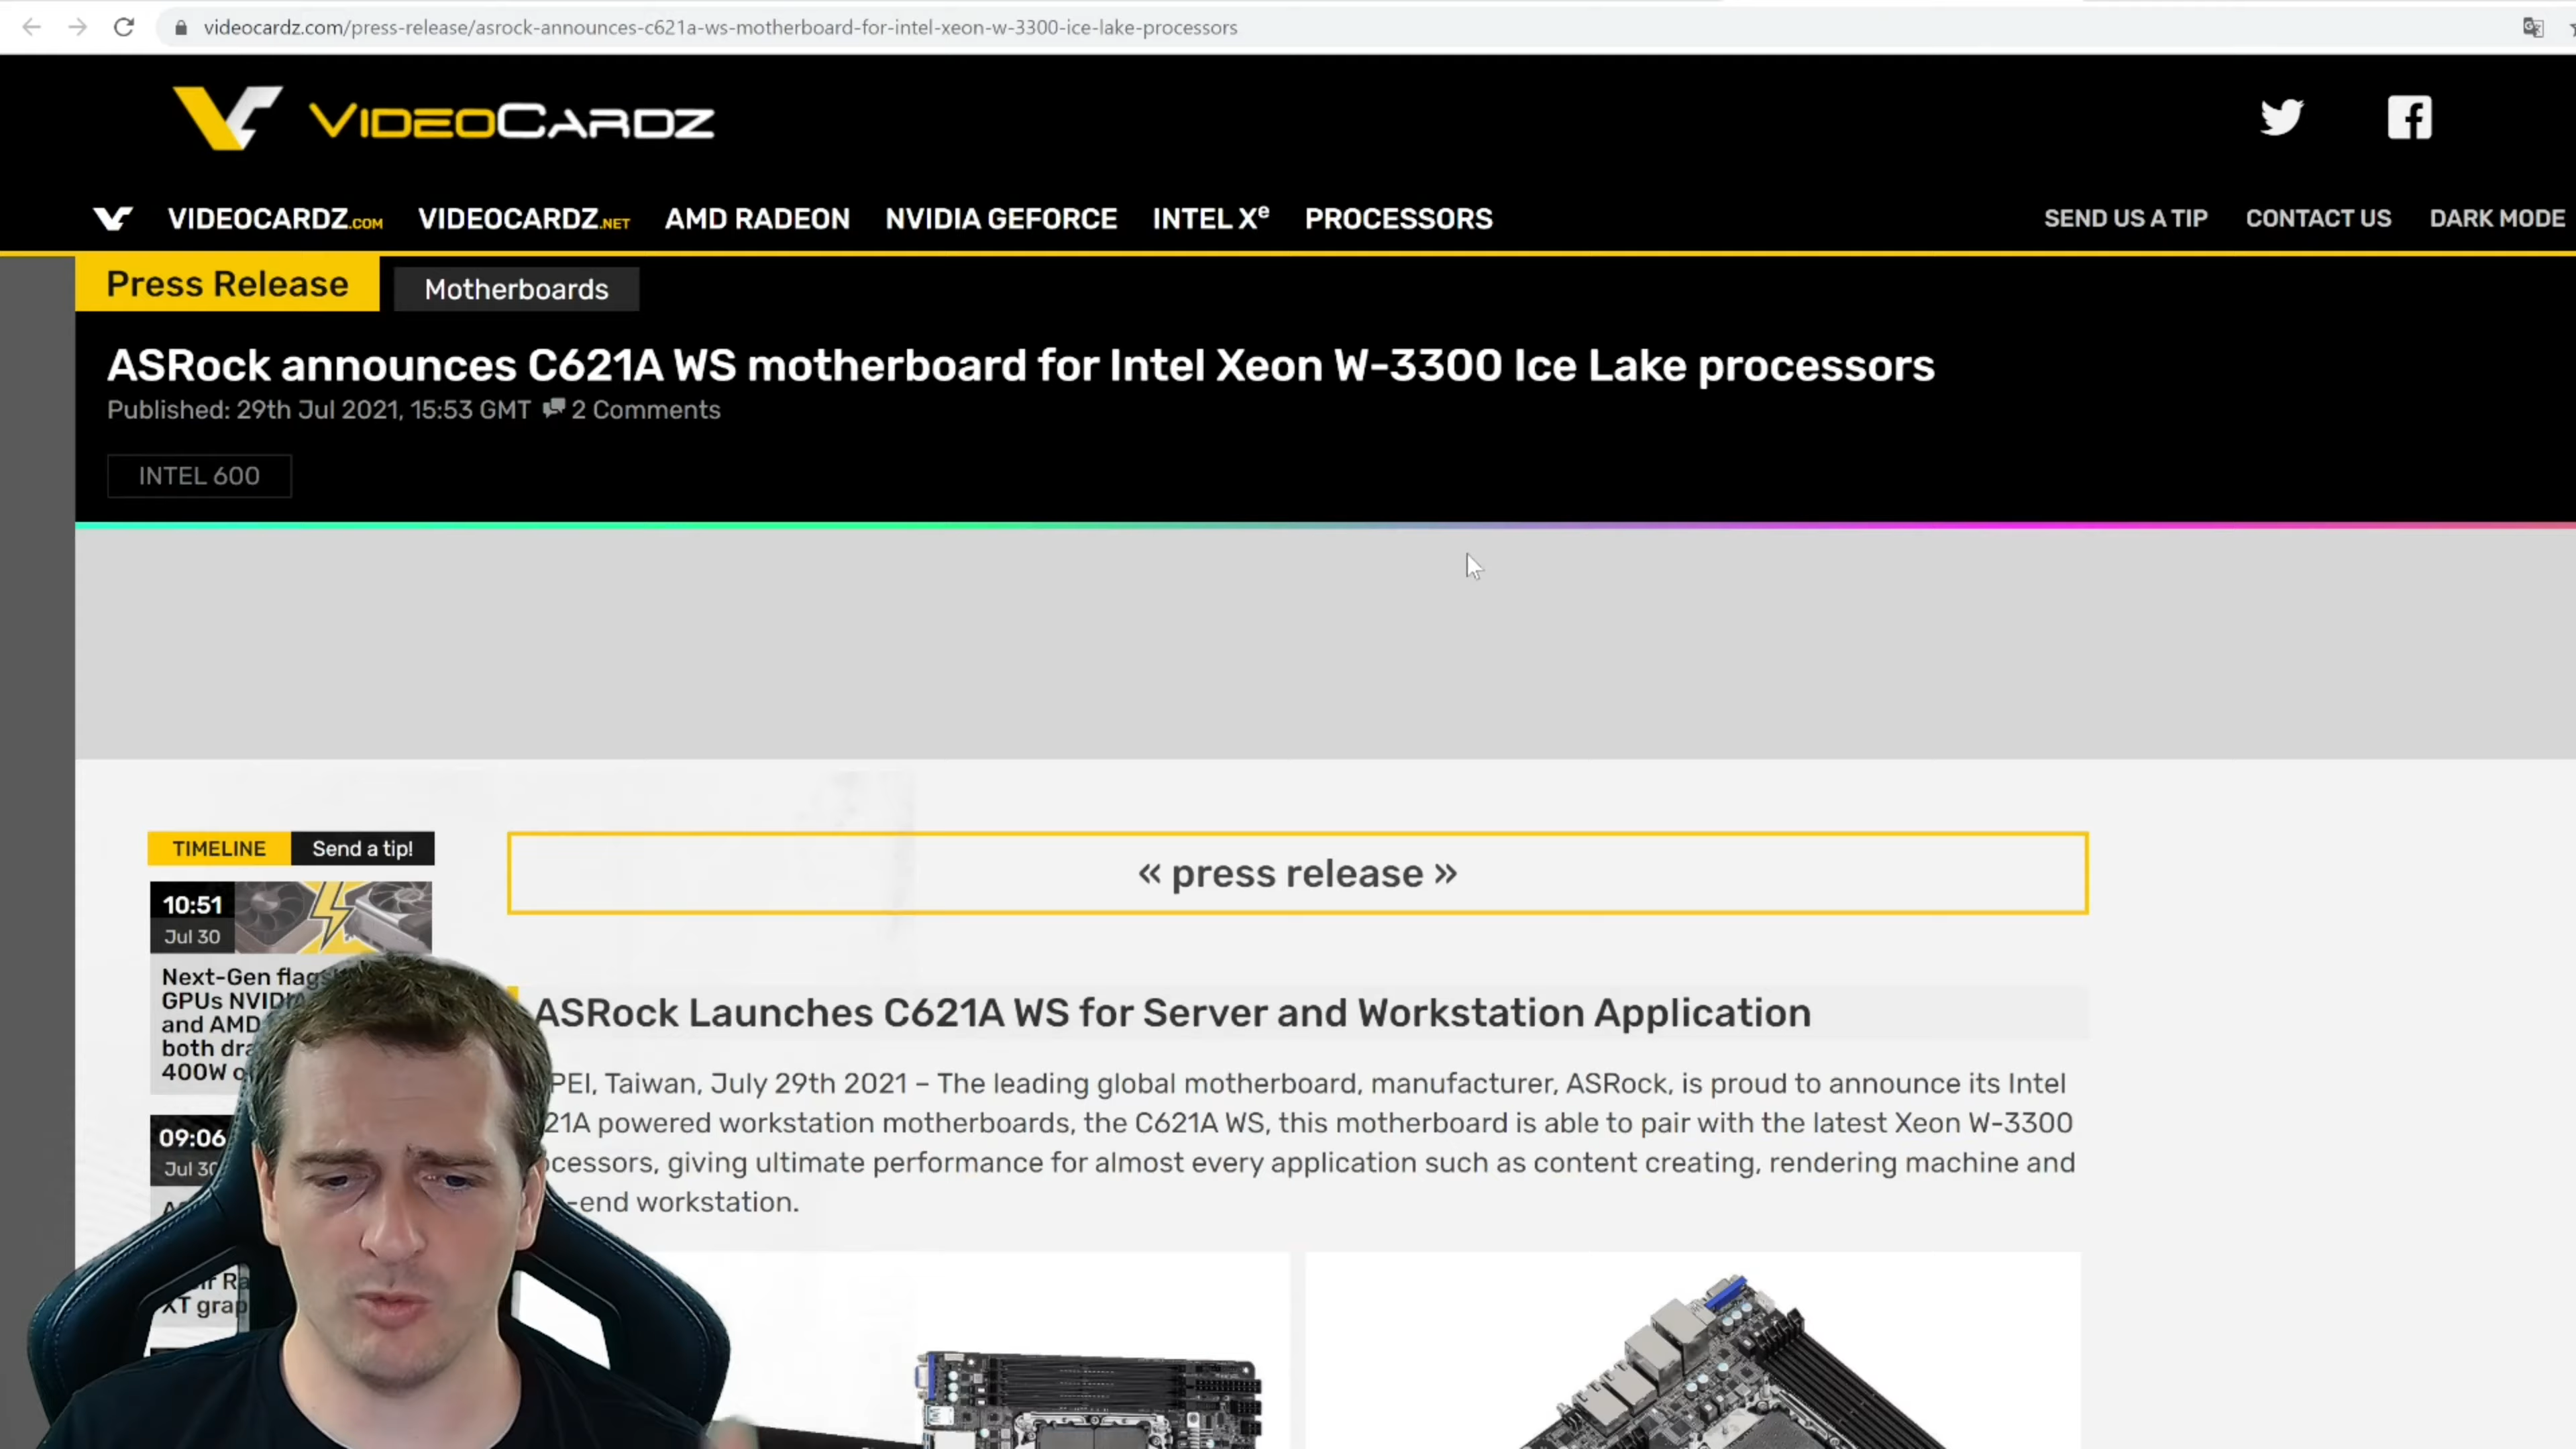 videocardz.com/press-release/asrock-announces-c621a-ws-motherboard-for-intel-xeon-w-3300-ice-lake-processors
VIDEOCARDZ
VIDEOCARDZ.COM VIDEOCARDZ.NET AMD RADEON NVIDIA GEFORCE INTEL Xe PROCESSORS SEND US A TIP CONTACT US DARK MODE
Press Release Motherboards
ASRock announces C621A WS motherboard for Intel Xeon W-3300 Ice Lake processors
Published: 29th Jul 2021, 15:53 GMT 2 Comments
INTEL 600
TIMELINE Send a tip!
« press release »
10:51
Jul 30
Next-Gen
GPUs
and AMD
both
400W
ASRock Launches C621A WS for Server and Workstation Application
PEI, Taiwan, July 29th 2021 – The leading global motherboard, manufacturer, ASRock, is proud to announce its Intel
21A powered workstation motherboards, the C621A WS, this motherboard is able to pair with the latest Xeon W-3300
cessors, giving ultimate performance for almost every application such as content creating, rendering machine and
-end workstation.
09:06
Jul
XT